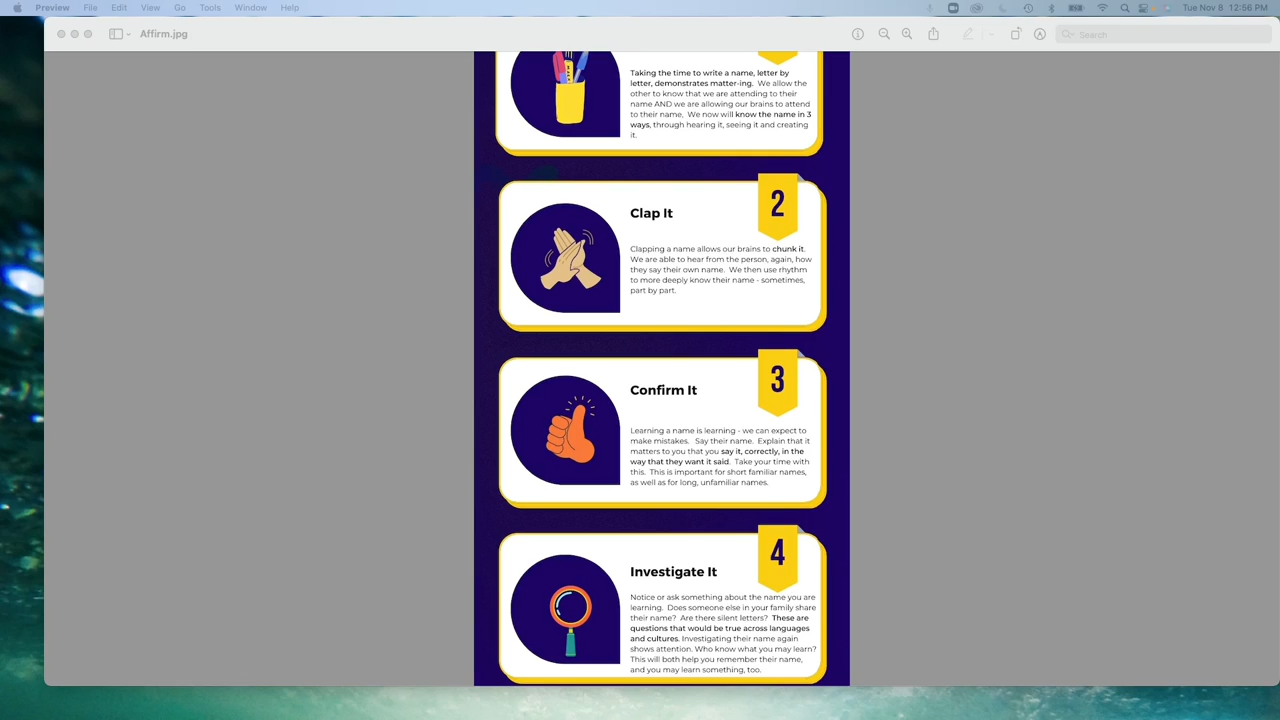 Preview File Edit View Go Tools Window Help Tue Nov 8 12:56 PM
Affirm.jpg Search
Taking the time to write a name, letter by
letter, demonstrates matter-ing. We allow the
other to know that we are attending to their
name AND we are allowing our brains to attend
to their name. We now will know the name in 3
ways, through hearing it, seeing it and creating
it.
2
Clap It
Clapping a name allows our brains to chunk it.
We are able to hear from the person, again, how
they say their own name. We then use rhythm
to more deeply know their name - sometimes,
part by part.
3
Confirm It
Learning a name is learning - we can expect to
make mistakes. Say their name. Explain that it
matters to you that you say it, correctly, in the
way that they want it said. Take your time with
this. This is important for short familiar names,
as well as for long, unfamiliar names.
4
Investigate It
Notice or ask something about the name you are
learning. Does someone else in your family share
their name? Are there silent letters? These are
questions that would be true across languages
and cultures. Investigating their name again
shows attention. Who know what you may learn?
This will both help you remember their name,
and you may learn something, too.